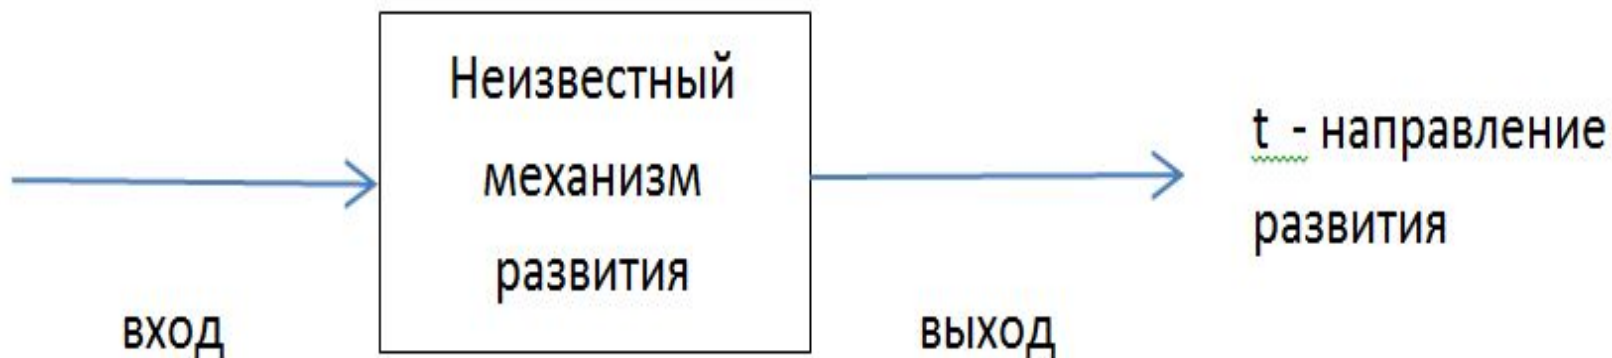 Неизвестный
механизм
развития
вход
выход
t - направление
развития